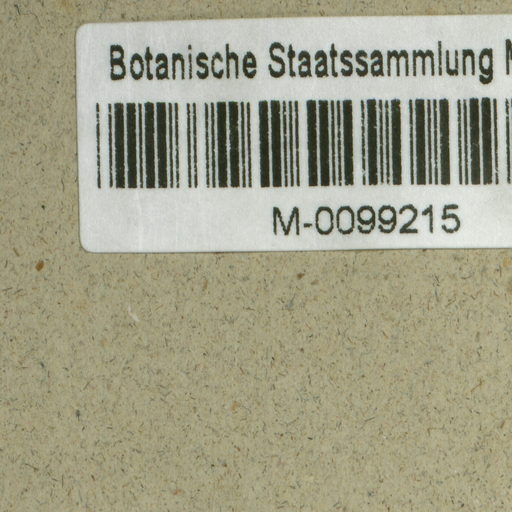 Botanische Staatssammlung
M-0099215